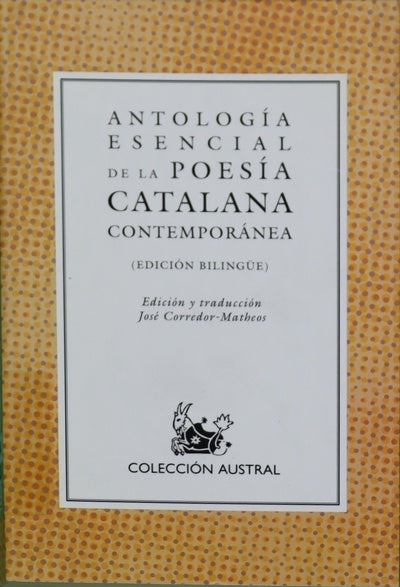 ANTOLOGÍA
ESENCIAL
DE LA POESÍA
CATALANA
CONTEMPORÁNEA
(EDICIÓN BILINGÜE)
Edición y traducción
José Corredor-Matheos
COLECCIÓN AUSTRAL